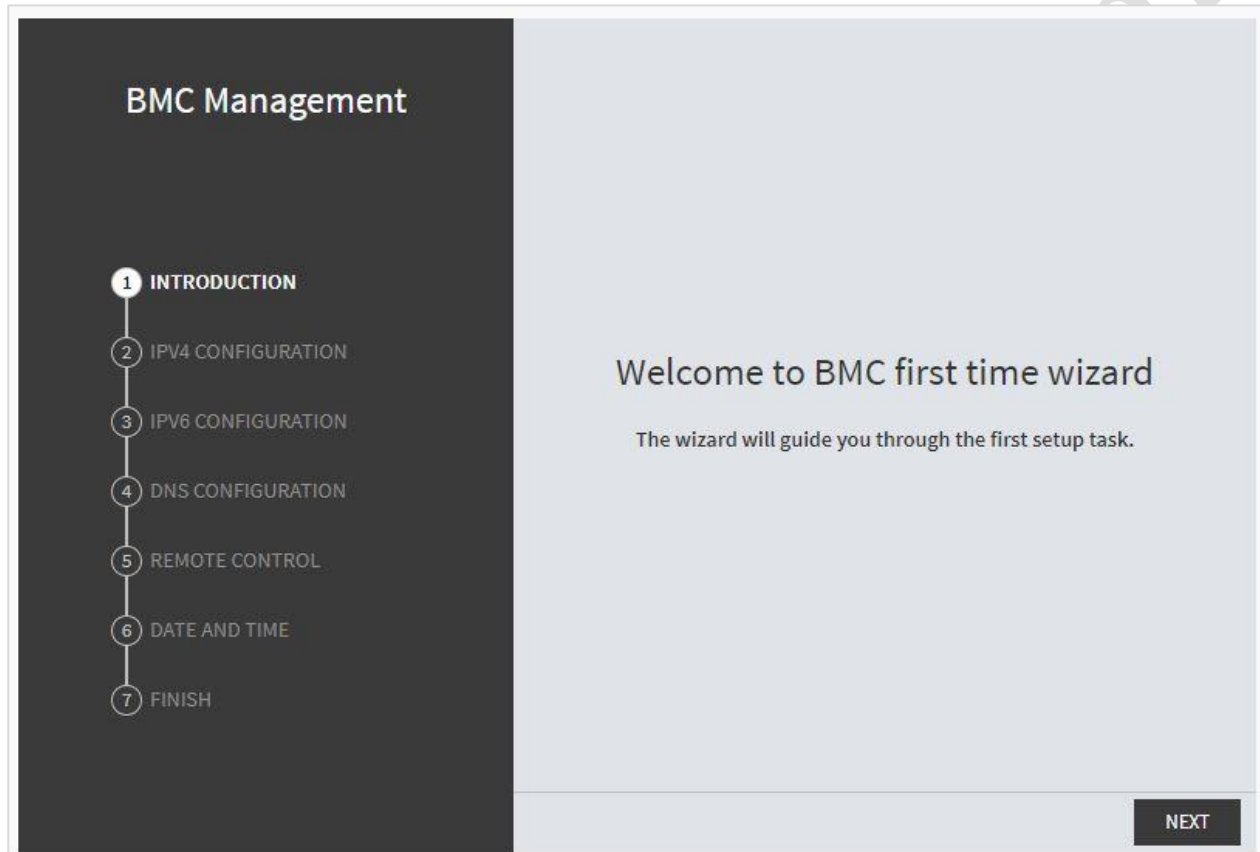 BMC Management
1 INTRODUCTION
2 IPV4 CONFIGURATION
3 IPV6 CONFIGURATION
4 DNS CONFIGURATION
5 REMOTE CONTROL
6 DATE AND TIME
7 FINISH
Welcome to BMC first time wizard
The wizard will guide you through the first setup task.
NEXT